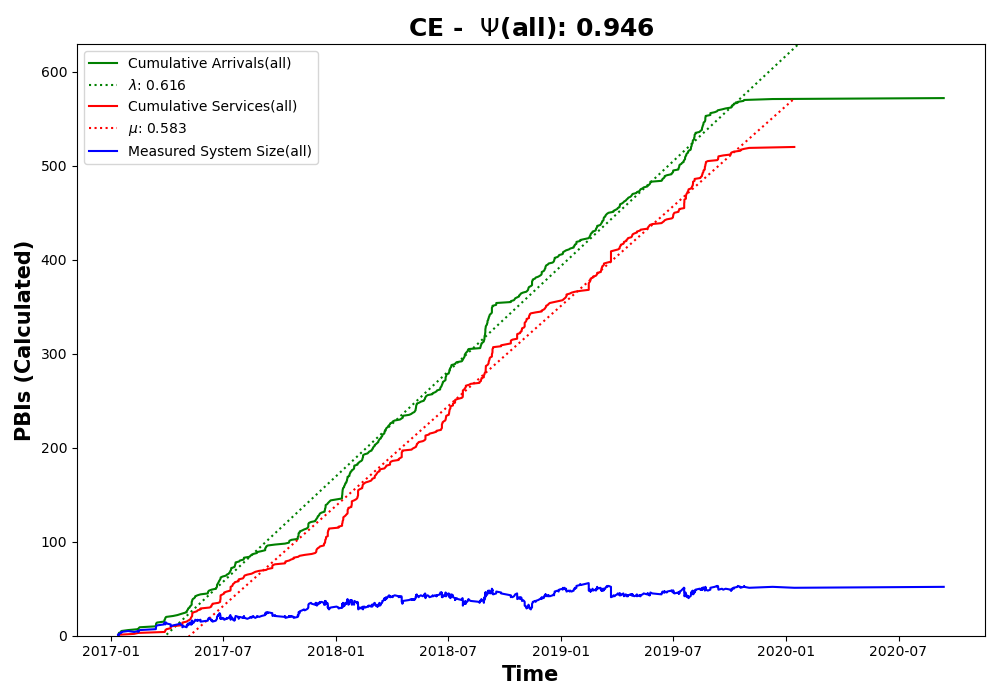 CE -  Ψ(all): 0.946
Cumulative Arrivals(all)
λ: 0.616
Cumulative Services(all)
μ: 0.583
Measured System Size(all)
PBIs (Calculated)
600
500
400
300
200
100
0
2017-01 2017-07 2018-01 2018-07 2019-01 2019-07 2020-01 2020-07
Time